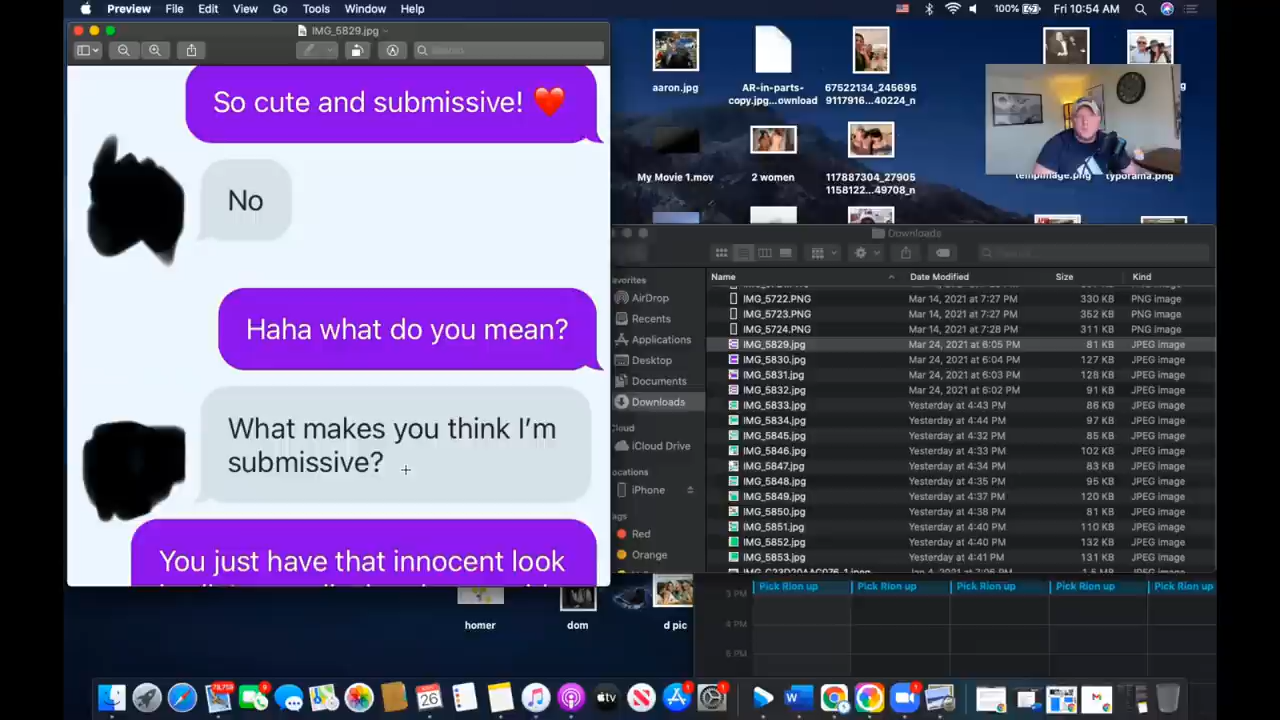 Preview File Edit View Go Tools Window Help
100% Fri 10:54 AM
IMG_5829.jpg
Search
So cute and submissive! ❤️
No
Haha what do you mean?
What makes you think I'm
submissive?
You just have that innocent look
aaron.jpg
AR-in-parts-
copy.jpg...ownload
67522134_245695
9117916...40224_n
My Movie 1.mov
2 women
117887304_27905
1158122...49708_n
tempimage.png
typorama.png
Downloads
Name Date Modified Size Kind
IMG_5722.PNG Mar 14, 2021 at 7:27 PM 330 KB PNG image
IMG_5723.PNG Mar 14, 2021 at 7:27 PM 352 KB PNG image
IMG_5724.PNG Mar 14, 2021 at 7:28 PM 311 KB PNG image
IMG_5829.jpg Mar 24, 2021 at 6:05 PM 81 KB JPEG image
IMG_5830.jpg Mar 24, 2021 at 6:04 PM 127 KB JPEG image
IMG_5831.jpg Mar 24, 2021 at 6:03 PM 128 KB JPEG image
IMG_5832.jpg Mar 24, 2021 at 6:02 PM 91 KB JPEG image
IMG_5833.jpg Yesterday at 4:43 PM 86 KB JPEG image
IMG_5834.jpg Yesterday at 4:44 PM 97 KB JPEG image
IMG_5845.jpg Yesterday at 4:32 PM 85 KB JPEG image
IMG_5846.jpg Yesterday at 4:33 PM 102 KB JPEG image
IMG_5847.jpg Yesterday at 4:34 PM 83 KB JPEG image
IMG_5848.jpg Yesterday at 4:35 PM 95 KB JPEG image
IMG_5849.jpg Yesterday at 4:37 PM 120 KB JPEG image
IMG_5850.jpg Yesterday at 4:38 PM 81 KB JPEG image
IMG_5851.jpg Yesterday at 4:40 PM 110 KB JPEG image
IMG_5852.jpg Yesterday at 4:40 PM 132 KB JPEG image
IMG_5853.jpg Yesterday at 4:41 PM 131 KB JPEG image
avorites
AirDrop
Recents
Applications
Desktop
Documents
Downloads
Cloud
iCloud Drive
ocations
iPhone
ags
Red
Orange
Pick Rion up Pick Rion up Pick Rion up Pick Rion up Pick Rion up
3 PM
4 PM
5 PM
homer
dom
d pic
26
tv